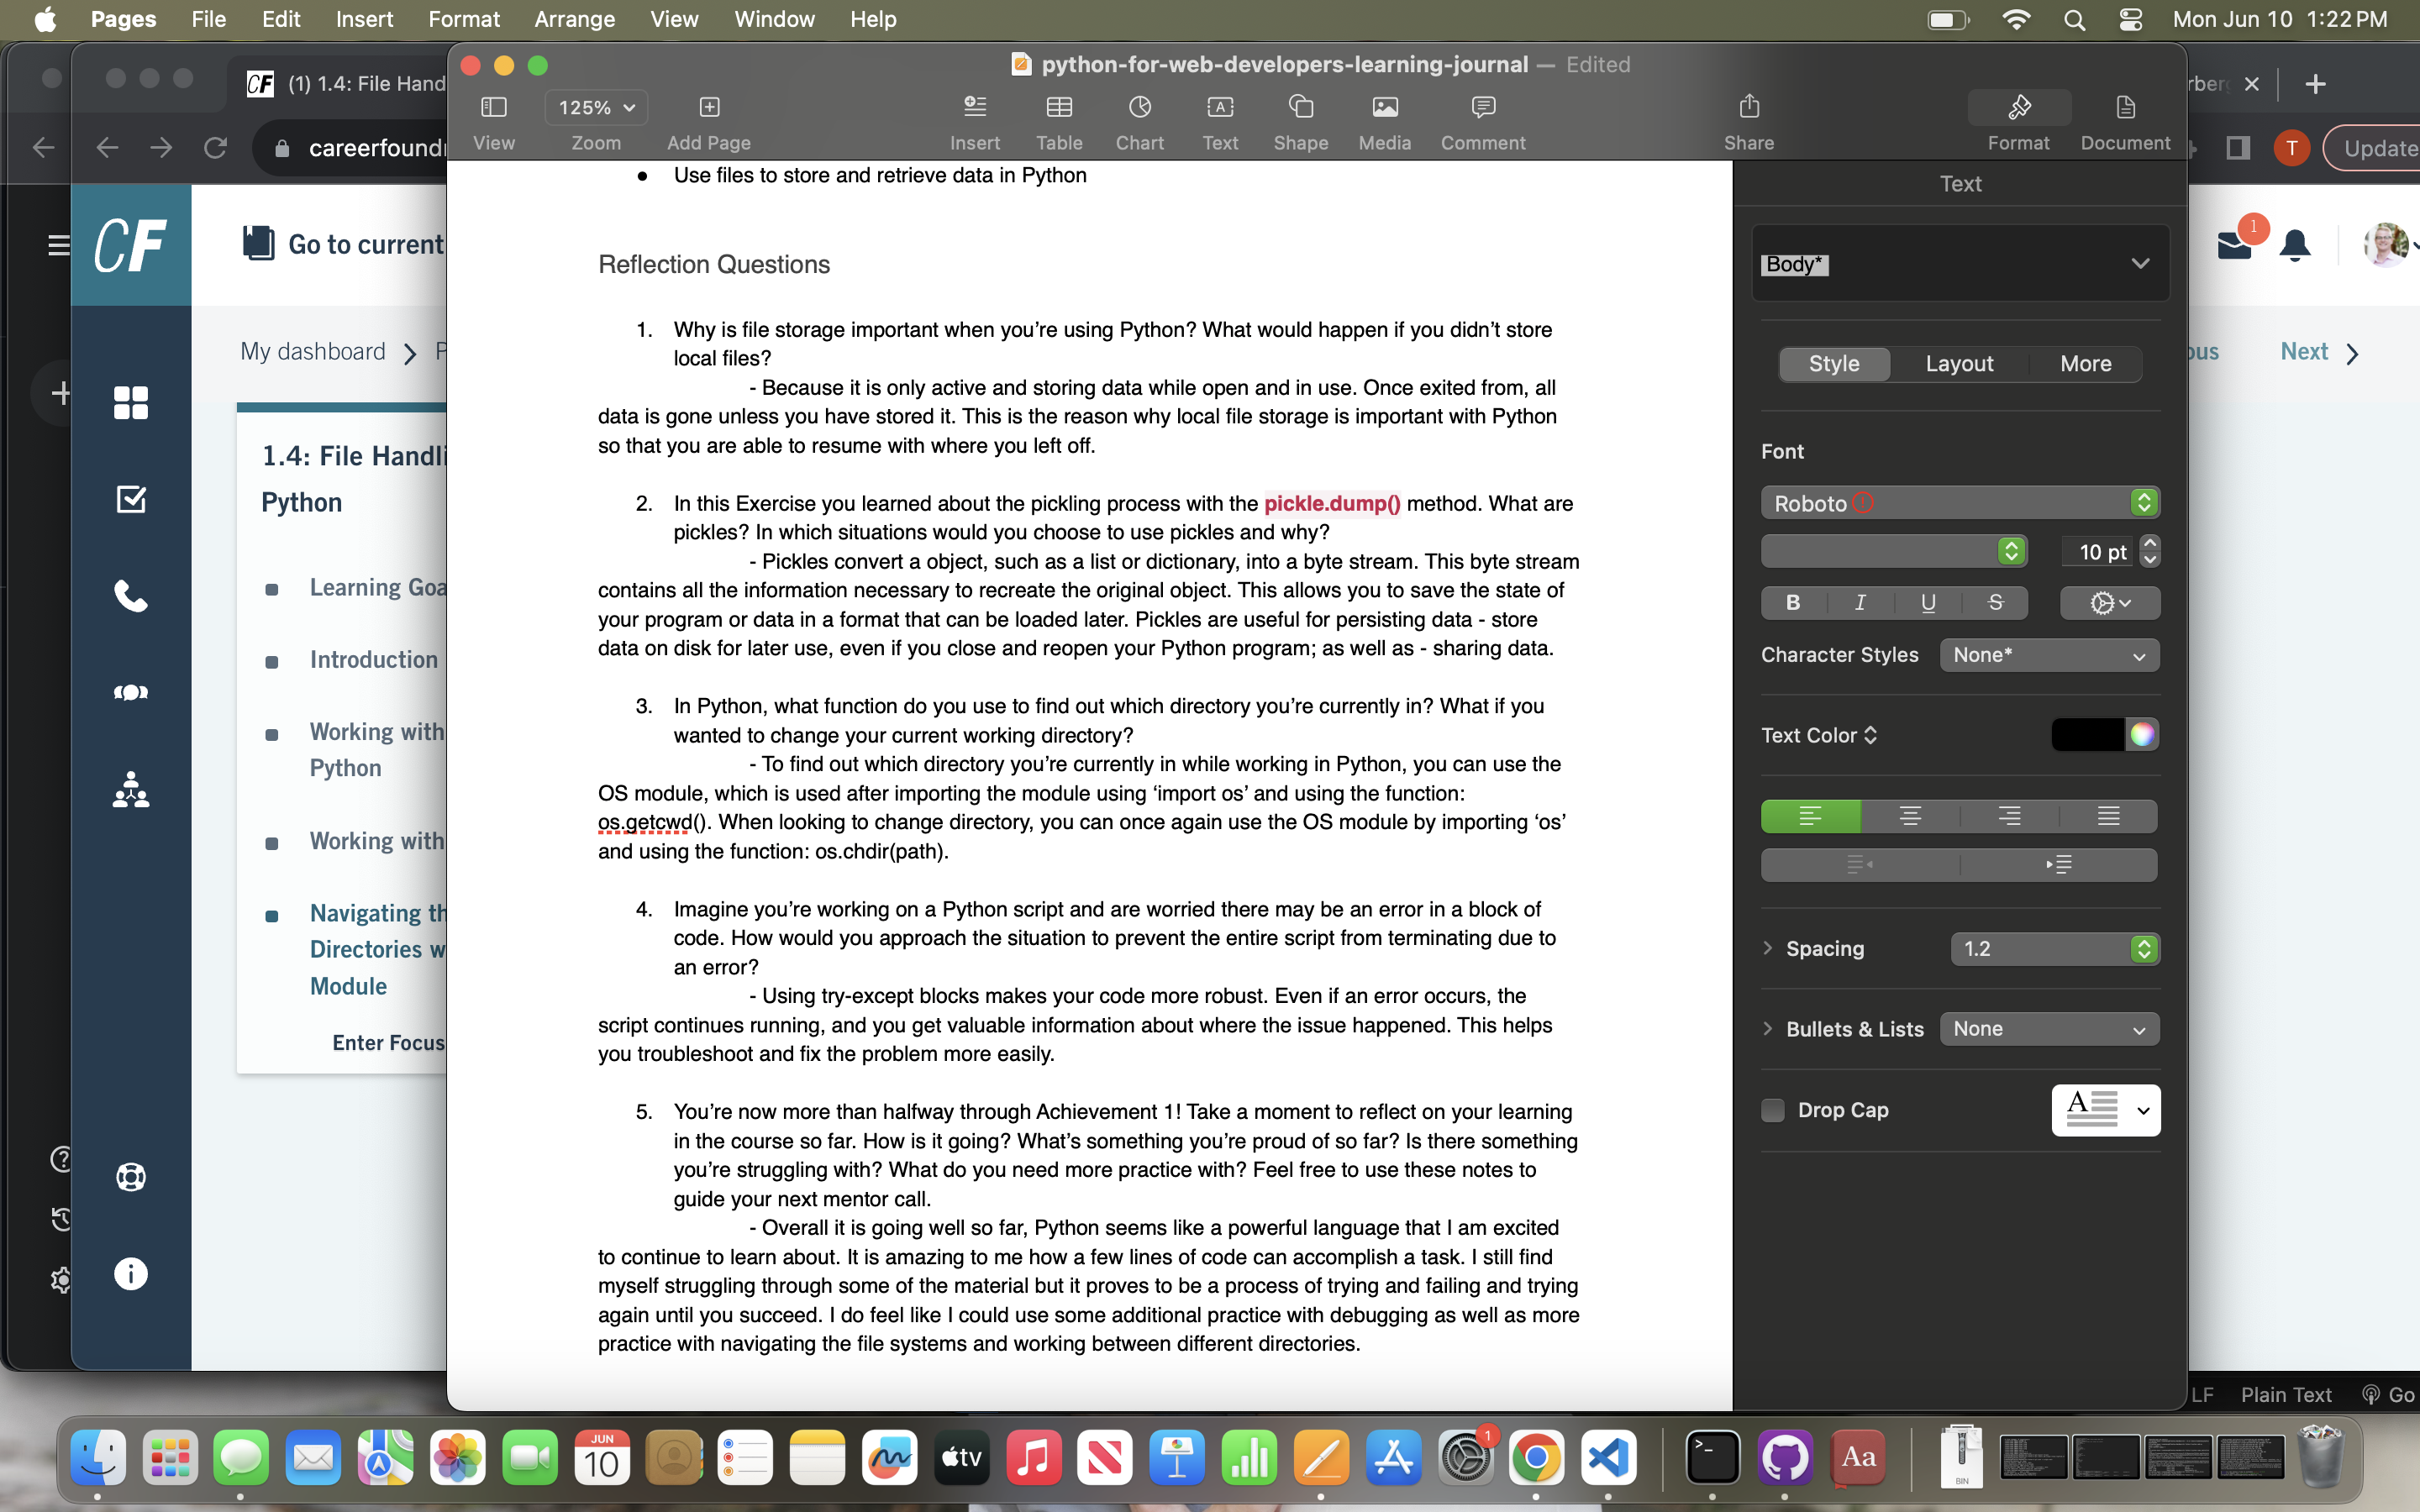 Pages File Edit Insert Format Arrange View Window Help Mon Jun 10 1:22 PM
CF (1) 1.4: File Hand
python-for-web-developers-learning-journal — Edited
125%
View Zoom Add Page Insert Table Chart Text Shape Media Comment Share Format Document
careerfound
T Update
CF Go to current
1
My dashboard > P
Next >
1.4: File Handli
Python
Learning Goa
Introduction
Working with
Python
Working with
Navigating th
Directories w
Module
Enter Focus
• Use files to store and retrieve data in Python
Reflection Questions
1. Why is file storage important when you’re using Python? What would happen if you didn’t store
local files?
- Because it is only active and storing data while open and in use. Once exited from, all
data is gone unless you have stored it. This is the reason why local file storage is important with Python
so that you are able to resume with where you left off.
2. In this Exercise you learned about the pickling process with the pickle.dump() method. What are
pickles? In which situations would you choose to use pickles and why?
- Pickles convert a object, such as a list or dictionary, into a byte stream. This byte stream
contains all the information necessary to recreate the original object. This allows you to save the state of
your program or data in a format that can be loaded later. Pickles are useful for persisting data - store
data on disk for later use, even if you close and reopen your Python program; as well as - sharing data.
3. In Python, what function do you use to find out which directory you’re currently in? What if you
wanted to change your current working directory?
- To find out which directory you’re currently in while working in Python, you can use the
OS module, which is used after importing the module using ‘import os’ and using the function:
os.getcwd(). When looking to change directory, you can once again use the OS module by importing ‘os’
and using the function: os.chdir(path).
4. Imagine you’re working on a Python script and are worried there may be an error in a block of
code. How would you approach the situation to prevent the entire script from terminating due to
an error?
- Using try-except blocks makes your code more robust. Even if an error occurs, the
script continues running, and you get valuable information about where the issue happened. This helps
you troubleshoot and fix the problem more easily.
5. You’re now more than halfway through Achievement 1! Take a moment to reflect on your learning
in the course so far. How is it going? What’s something you’re proud of so far? Is there something
you’re struggling with? What do you need more practice with? Feel free to use these notes to
guide your next mentor call.
- Overall it is going well so far, Python seems like a powerful language that I am excited
to continue to learn about. It is amazing to me how a few lines of code can accomplish a task. I still find
myself struggling through some of the material but it proves to be a process of trying and failing and trying
again until you succeed. I do feel like I could use some additional practice with debugging as well as more
practice with navigating the file systems and working between different directories.
Text
Body*
Style Layout More
Font
Roboto
10 pt
B I U S
Character Styles None*
Text Color
Spacing 1.2
Bullets & Lists None
Drop Cap A
LF Plain Text Go
JUN
10
tv
1
Aa
BIN